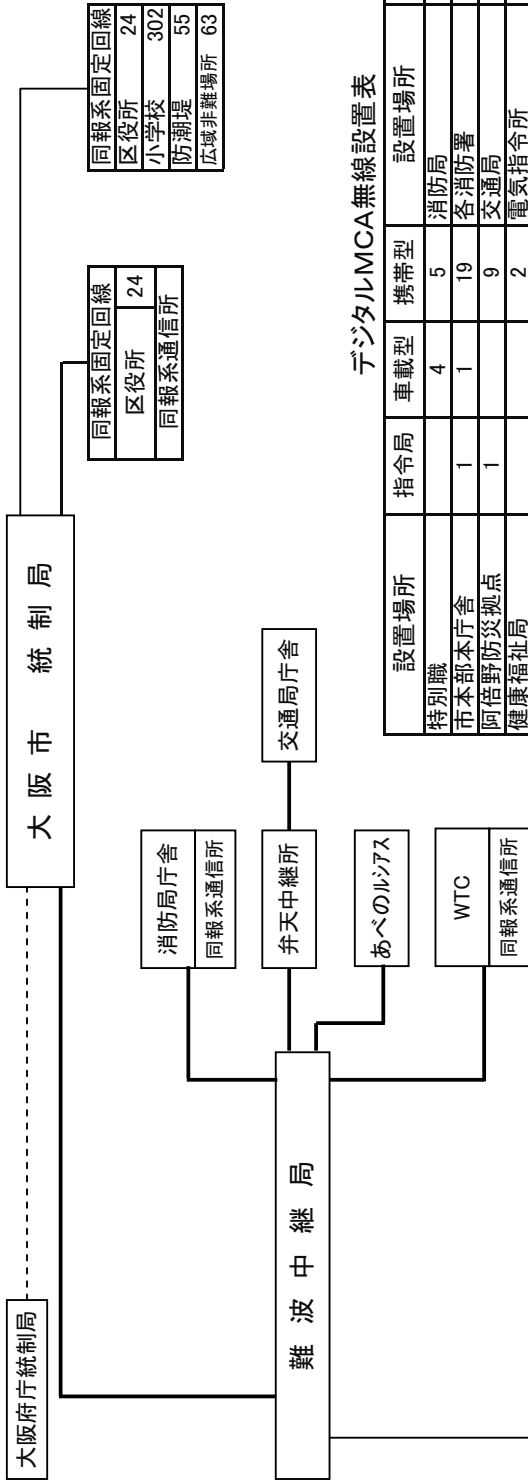 大阪府庁統制局
大阪市 統制局
同報系固定回線
区役所 24
同報系通信所
同報系固定回線
区役所 24
小学校 302
防潮堤 55
広域非難場所 63
難波中継局
消防局庁舎
同報系通信所
弁天中継所
交通局庁舎
あべのルシアス
WTC
同報系通信所
デジタルMCA無線設置表
設置場所 指令局 車載型 携帯型 設置場所
特別職 4 5 消防局
市本部本庁舎 1 1 19 各消防署
阿倍野防災拠点 1 9 交通局
健康福祉局 2 電気指令所